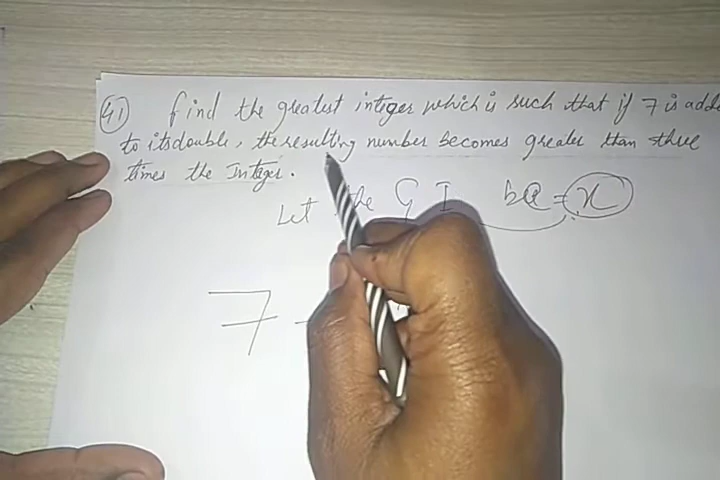 41 find the greatest integer which is such that if 7 is adde
to its double, the resulting number becomes greater than three
times the Integer.
Let the G I be = x
7